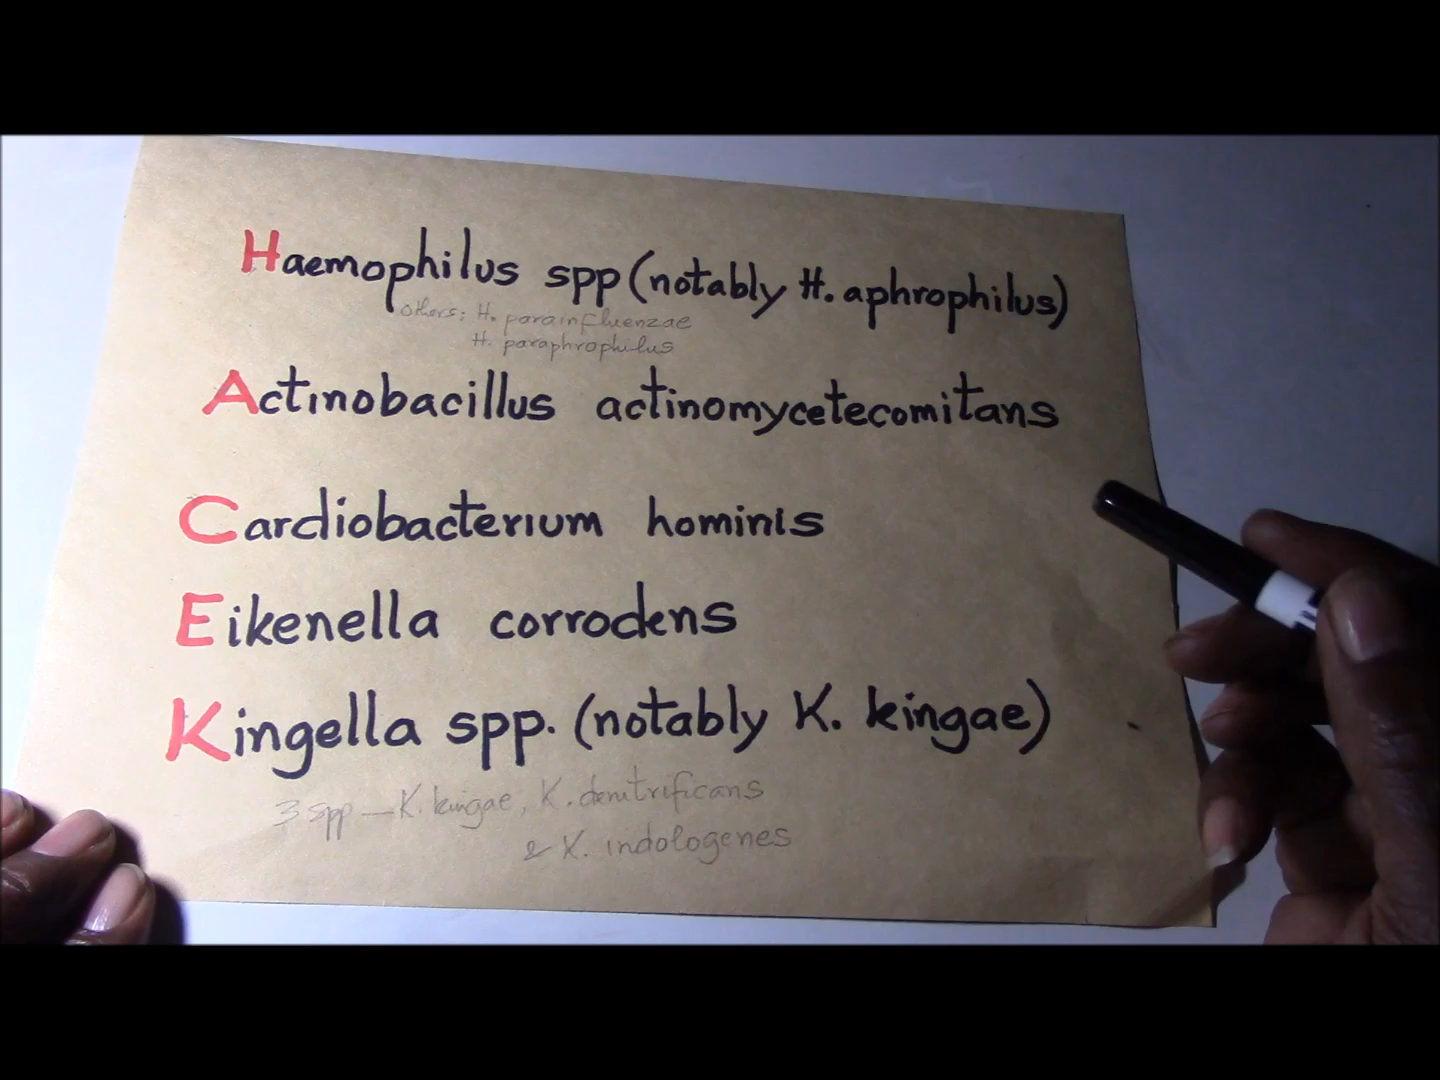 Haemophilus spp (notably H. aphrophilus)
others: H. parainfluenzae
H. paraphrophilus
Actinobacillus actinomycetecomitans
Cardiobacterium hominis
Eikenella corrodens
Kingella spp. (notably K. kingae)
3 spp — K. kingae, K. denitrificans
& K. indologenes